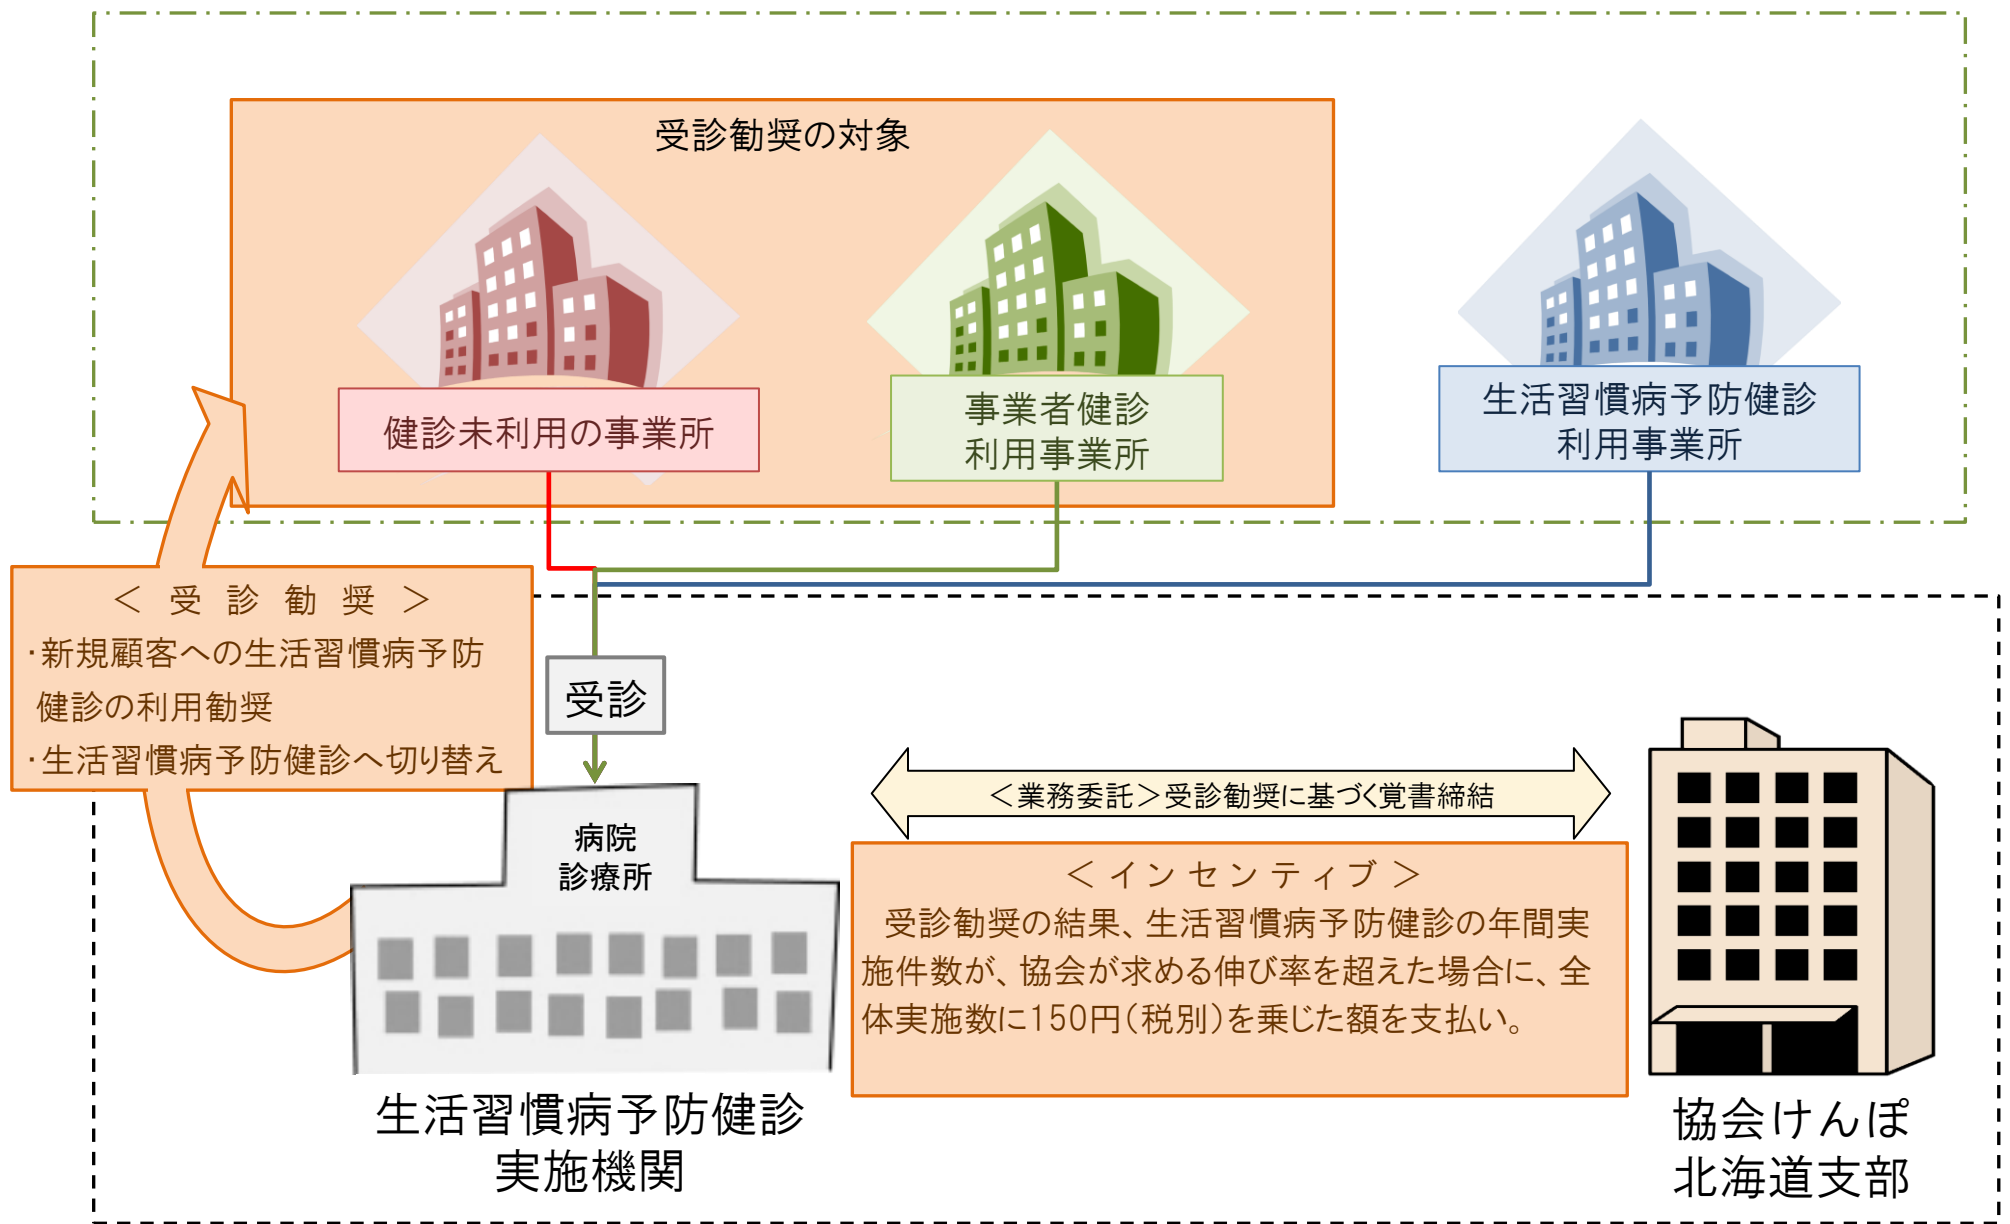 受診勧奨の対象
健診未利用の事業所
事業者健診
利用事業所
生活習慣病予防健診
利用事業所
＜ 受 診 勧 奨 ＞
・新規顧客への生活習慣病予防
健診の利用勧奨
・生活習慣病予防健診へ切り替え
受診
病院
診療所
＜業務委託＞受診勧奨に基づく覚書締結
＜ イ ン セ ン テ ィ ブ ＞
受診勧奨の結果、生活習慣病予防健診の年間実
施件数が、協会が求める伸び率を超えた場合に、全
体実施数に150円（税別）を乗じた額を支払い。
生活習慣病予防健診
実施機関
協会けんぽ
北海道支部